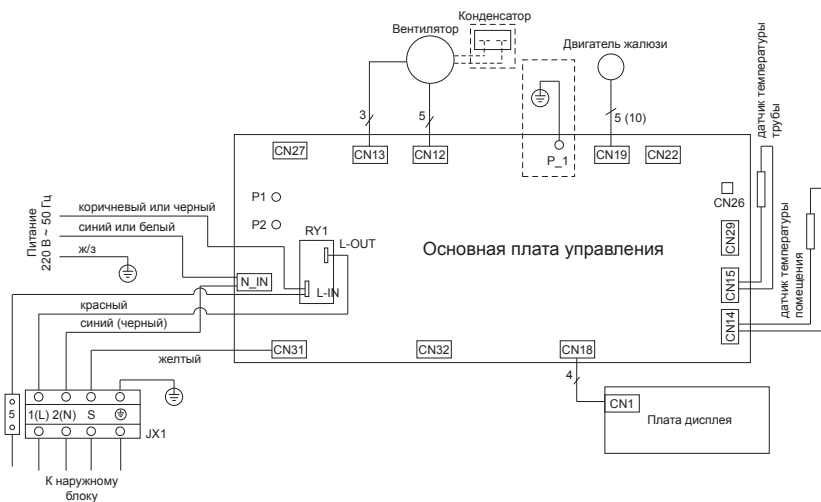 Конденсатор
Вентилятор
Двигатель жалюзи
3
5
5 (10)
датчик температуры
трубы
CN27
CN13
CN12
P_1
CN19
CN22
P1
P2
CN26
Питание
220 В ~ 50 Гц
коричневый или черный
синий или белый
ж/з
RY1
L-OUT
L-IN
N_IN
Основная плата управления
CN29
CN15
CN14
датчик температуры
помещения
красный
синий (черный)
желтый
CN31
CN32
CN18
4
CN1
Плата дисплея
5
1(L) 2(N) S
JX1
К наружному
блоку